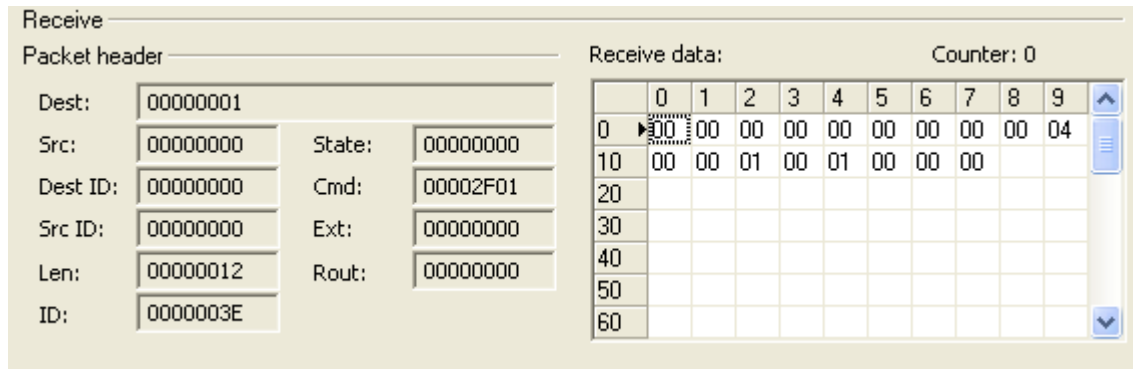 Receive
Packet header
Dest: 00000001
Src: 00000000 State: 00000000
Dest ID: 00000000 Cmd: 00002F01
Src ID: 00000000 Ext: 00000000
Len: 00000012 Rout: 00000000
ID: 0000003E
Receive data: Counter: 0
0 1 2 3 4 5 6 7 8 9
0 00 00 00 00 00 00 00 00 00 04
10 00 00 01 00 01 00 00 00
20
30
40
50
60